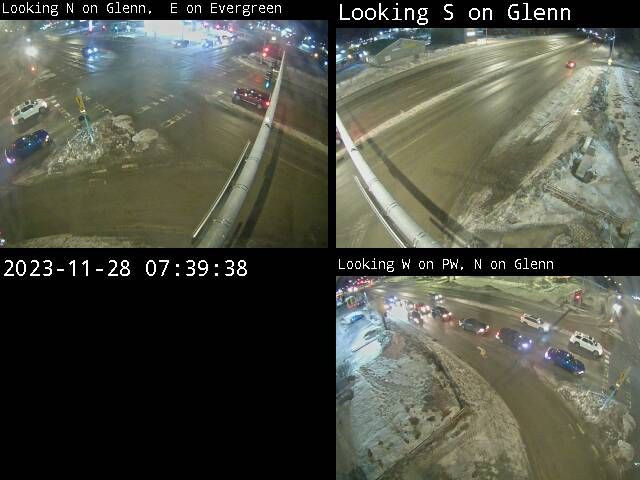 Looking N on Glenn,  E on Evergreen
Looking S on Glenn
2023-11-28 07:39:38
Looking W on PW, N on Glenn